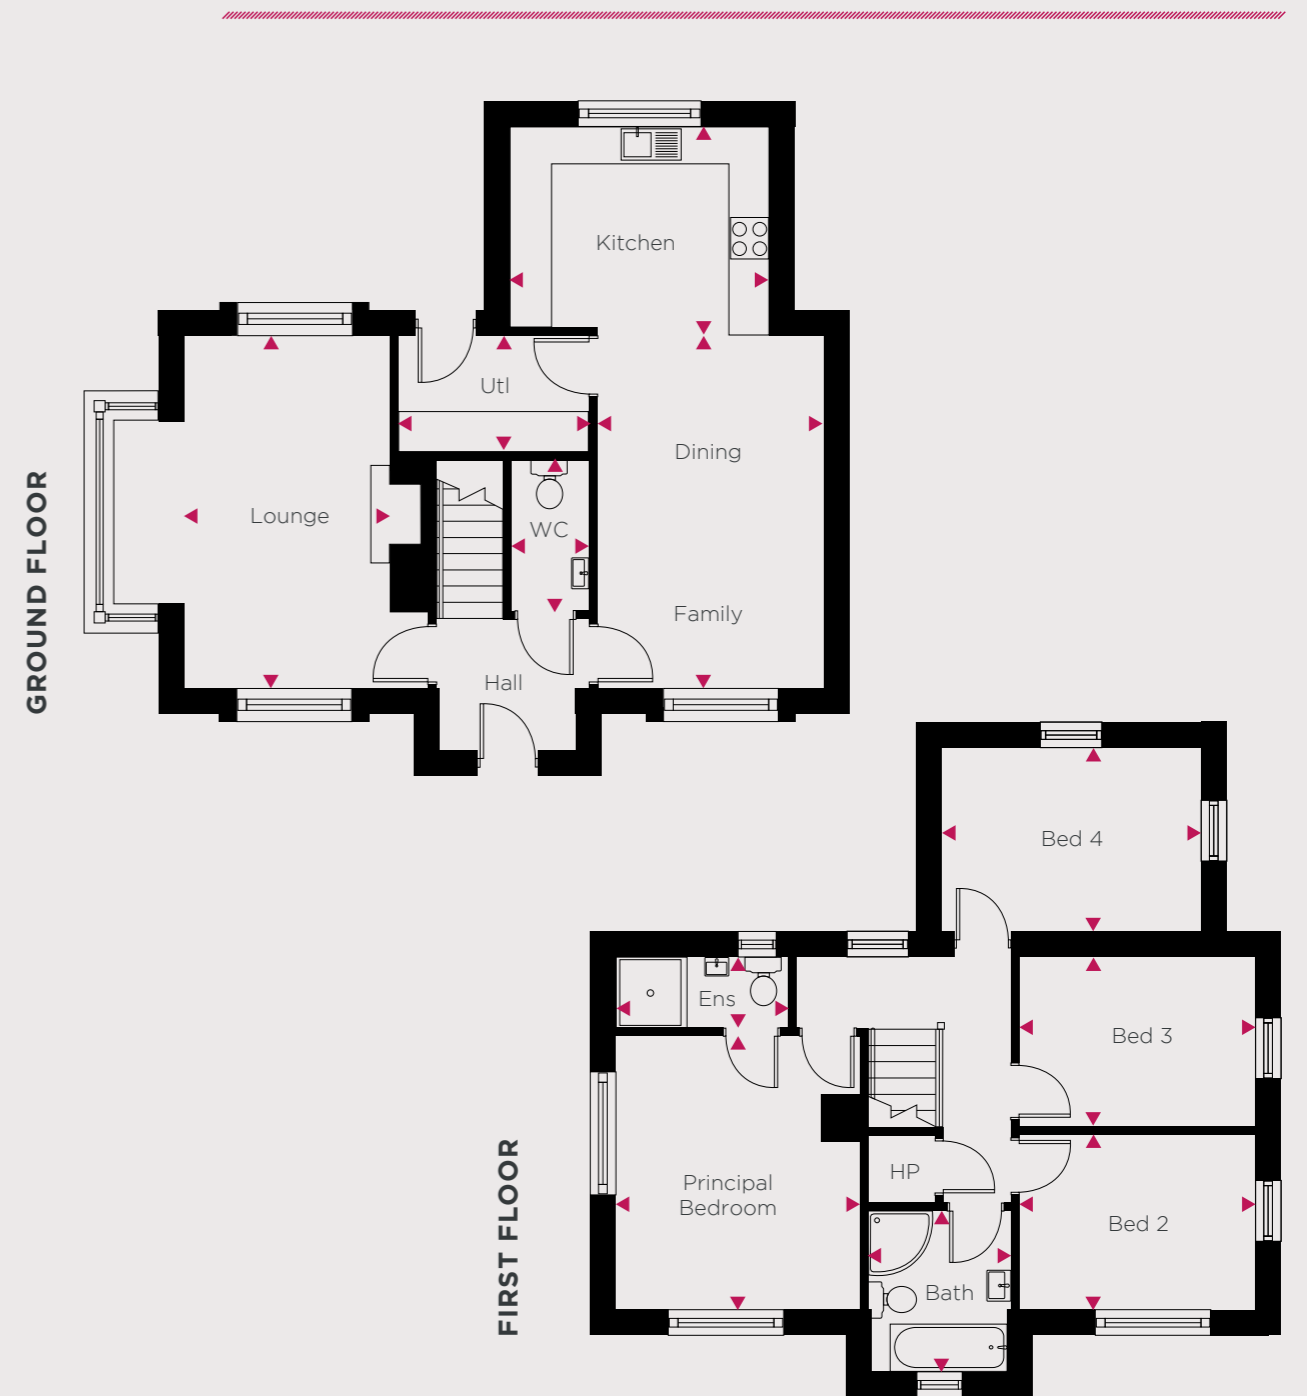 GROUND FLOOR
Kitchen
Utl
Dining
Lounge
WC
Family
Hall
FIRST FLOOR
Bed 4
Ens
Bed 3
HP
Principal
Bedroom
Bed 2
Bath